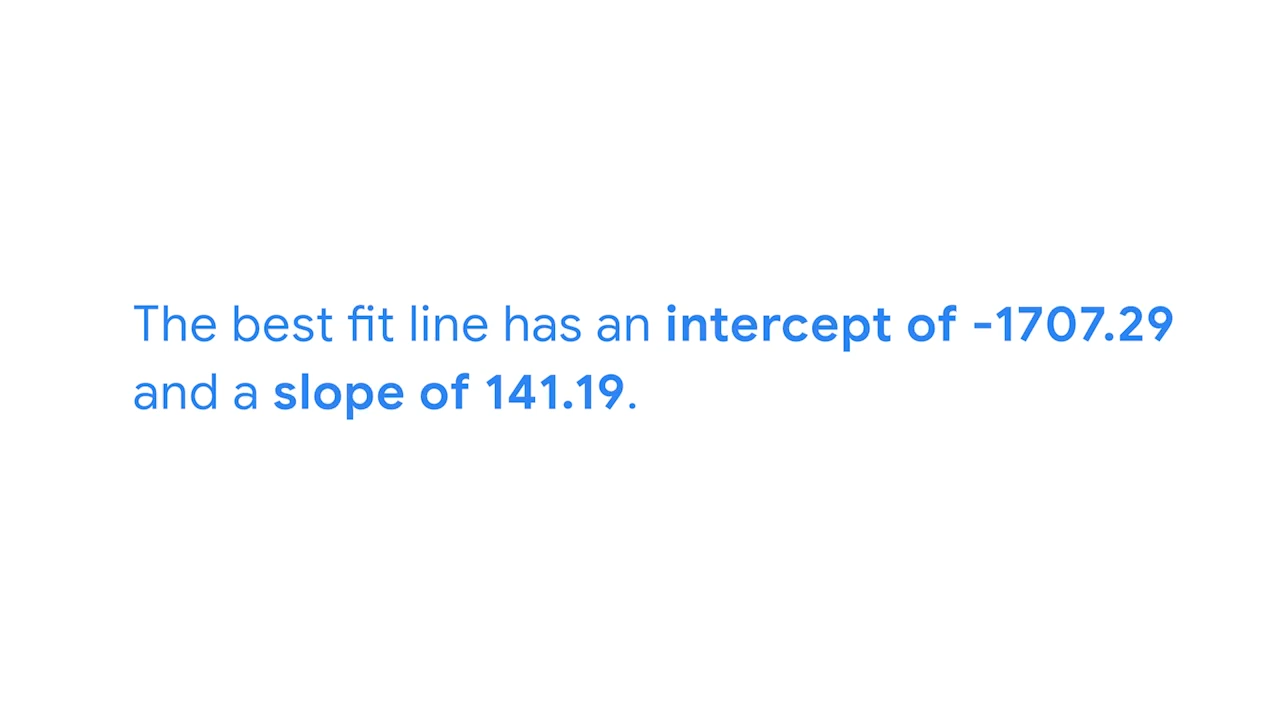 The best fit line has an intercept of -1707.29
and a slope of 141.19.